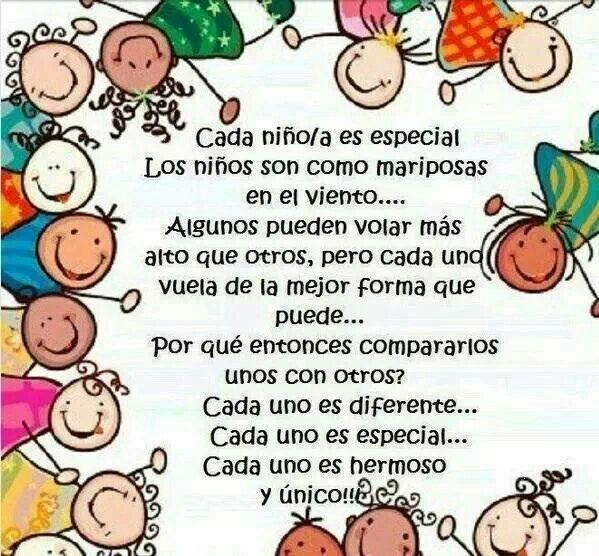 Cada niño/a es especial
Los niños son como mariposas
en el viento....
Algunos pueden volar más
alto que otros, pero cada uno
vuela de la mejor forma que
puede...
Por qué entonces compararlos
unos con otros?
Cada uno es diferente...
Cada uno es especial...
Cada uno es hermoso
y único!!!